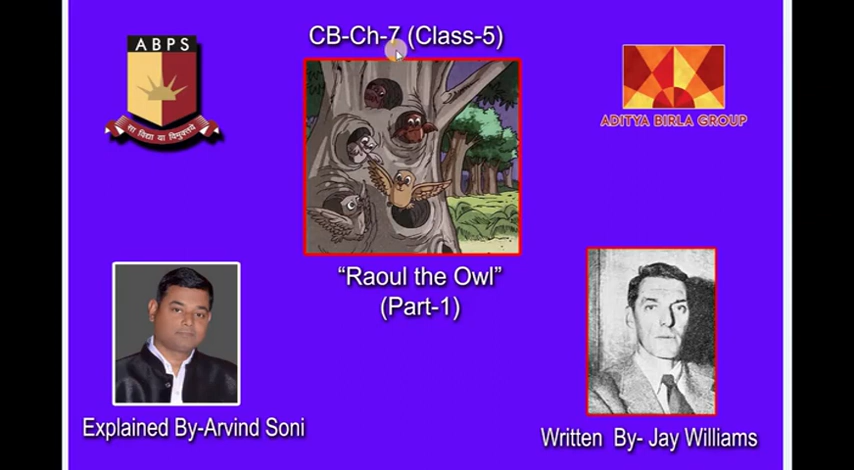 CB-Ch-7 (Class-5)
ABPS
सा विद्या या विमुक्तये
ADITYA BIRLA GROUP
“Raoul the Owl”
(Part-1)
Explained By-Arvind Soni
Written By- Jay Williams